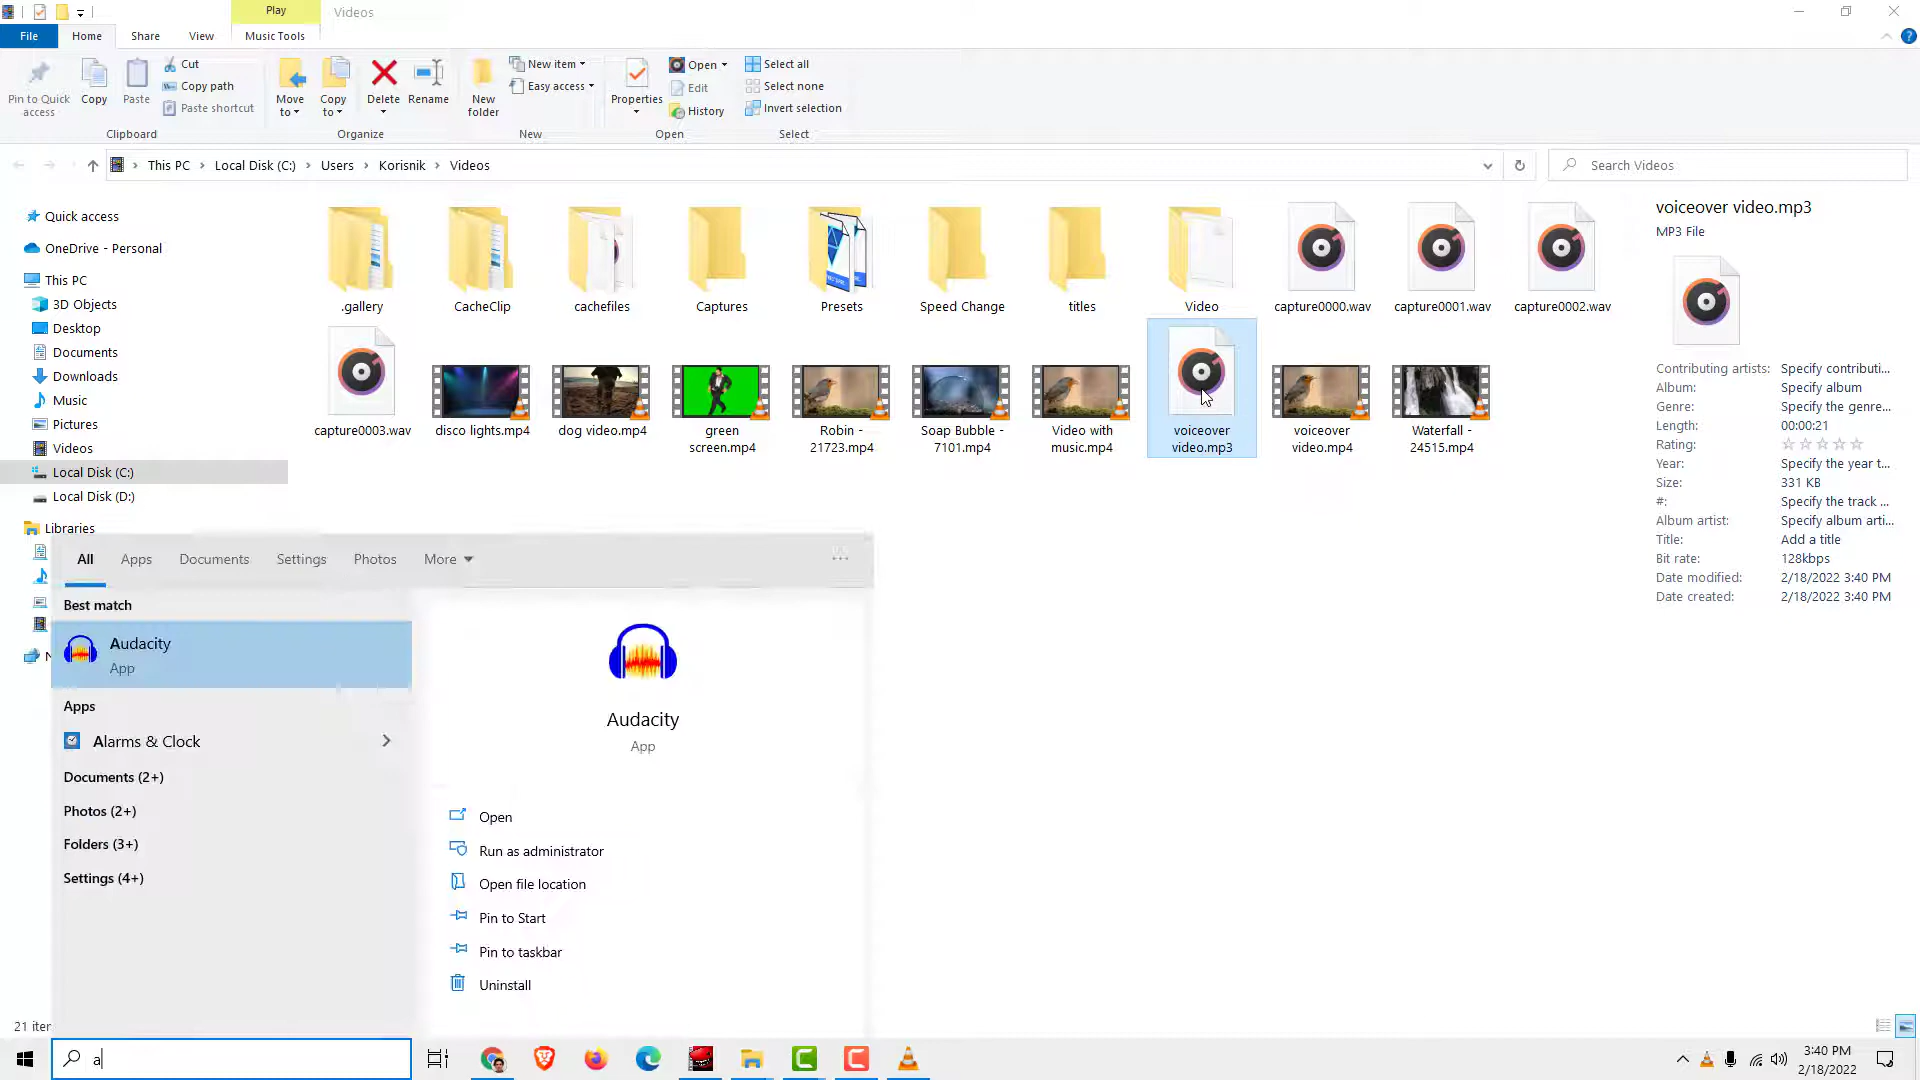 Play
Videos
File
Home
Share
View
Music Tools
Pin to Quick access
Copy
Paste
Cut
Copy path
Paste shortcut
Clipboard
Move to
Copy to
Delete
Rename
Organize
New folder
New item
Easy access
New
Properties
Open
Edit
History
Open
Select all
Select none
Invert selection
Select
This PC
Local Disk (C:)
Users
Korisnik
Videos
Search Videos
Quick access
OneDrive - Personal
This PC
3D Objects
Desktop
Documents
Downloads
Music
Pictures
Videos
Local Disk (C:)
Local Disk (D:)
Libraries
N
.gallery
CacheClip
cachefiles
Captures
Presets
Speed Change
titles
Video
capture0000.wav
capture0001.wav
capture0002.wav
capture0003.wav
disco lights.mp4
dog video.mp4
green
screen.mp4
Robin -
21723.mp4
Soap Bubble -
7101.mp4
Video with
music.mp4
voiceover
video.mp3
voiceover
video.mp4
Waterfall -
24515.mp4
voiceover video.mp3
MP3 File
Contributing artists: Specify contributi...
Album: Specify album
Genre: Specify the genre...
Length: 00:00:21
Rating: ☆☆☆☆☆
Year: Specify the year t...
Size: 331 KB
#: Specify the track ...
Album artist: Specify album arti...
Title: Add a title
Bit rate: 128kbps
Date modified: 2/18/2022 3:40 PM
Date created: 2/18/2022 3:40 PM
All
Apps
Documents
Settings
Photos
More
Best match
Audacity
App
Apps
Alarms & Clock
Documents (2+)
Photos (2+)
Folders (3+)
Settings (4+)
Audacity
App
Open
Run as administrator
Open file location
Pin to Start
Pin to taskbar
Uninstall
21 iter
a
3:40 PM
2/18/2022